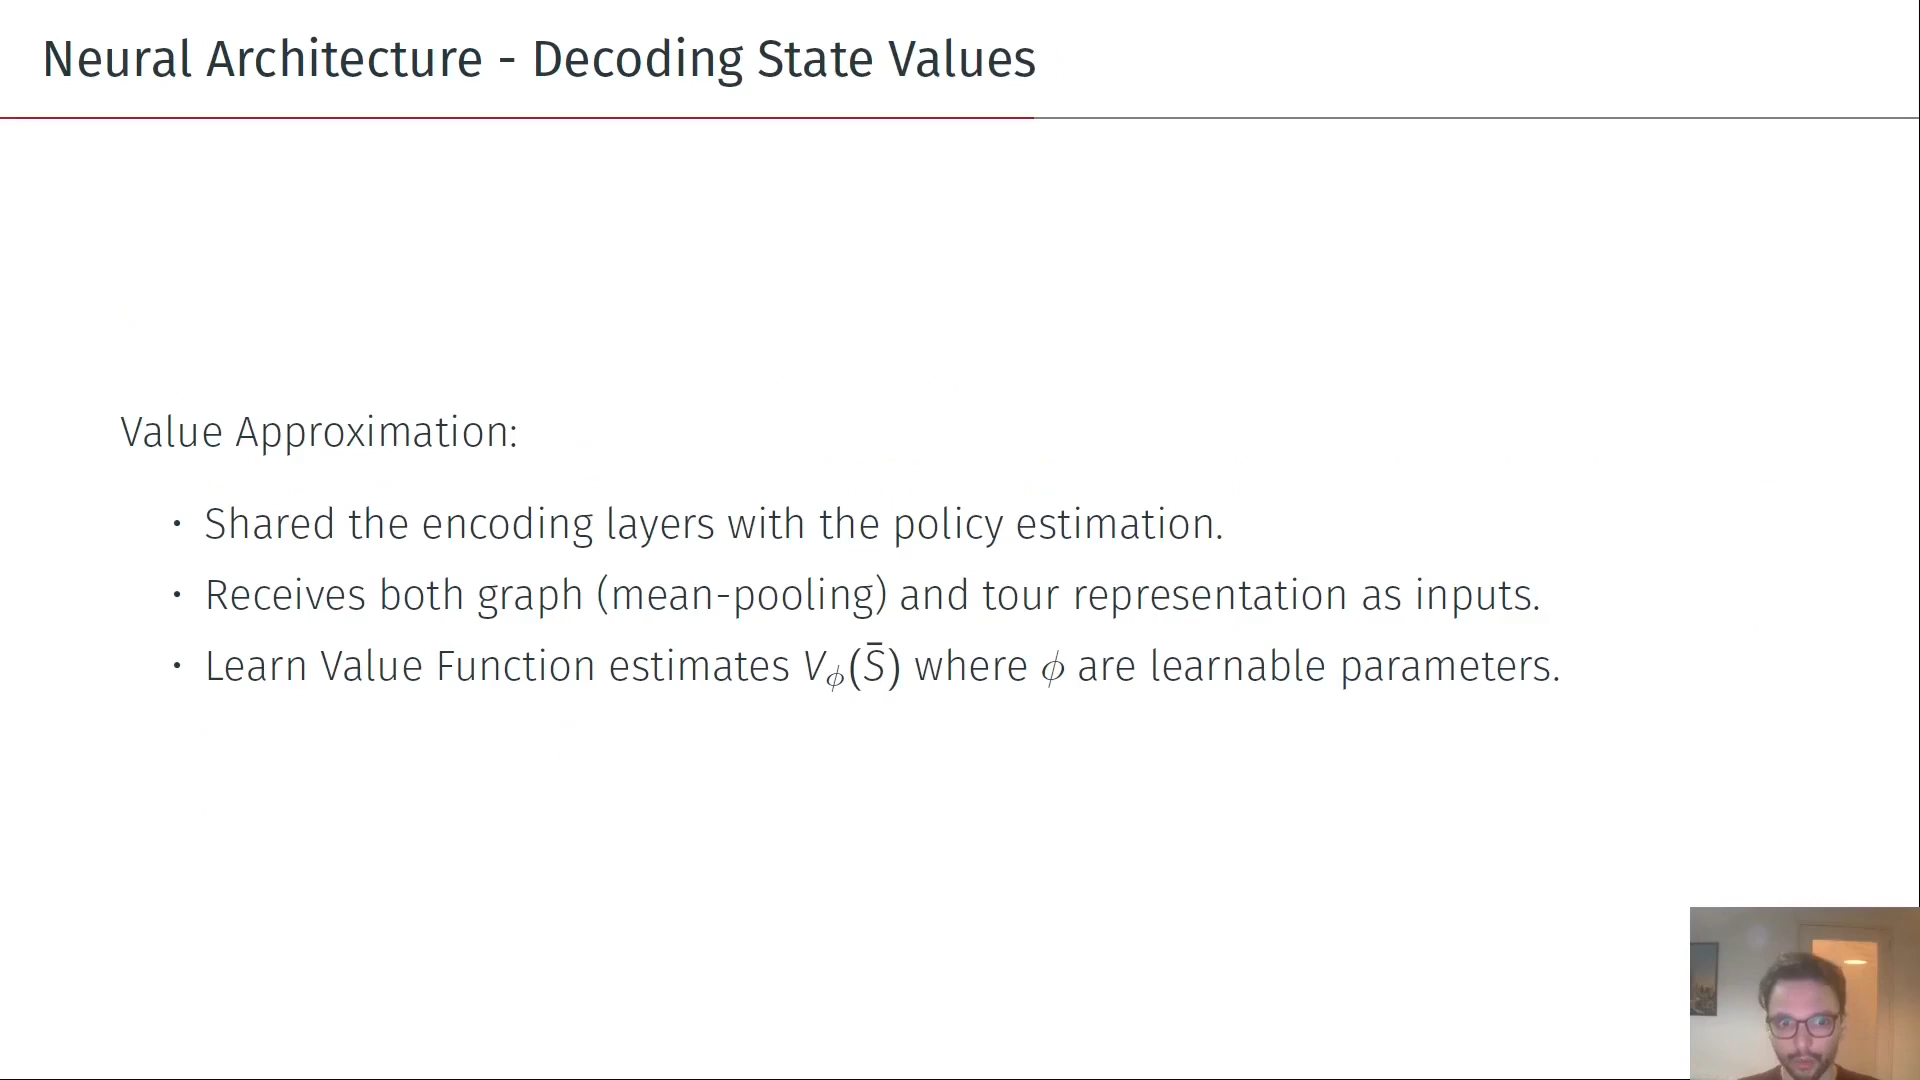 Neural Architecture - Decoding State Values
Value Approximation:
· Shared the encoding layers with the policy estimation.
· Receives both graph (mean-pooling) and tour representation as inputs.
· Learn Value Function estimates V_ϕ(S̄) where ϕ are learnable parameters.